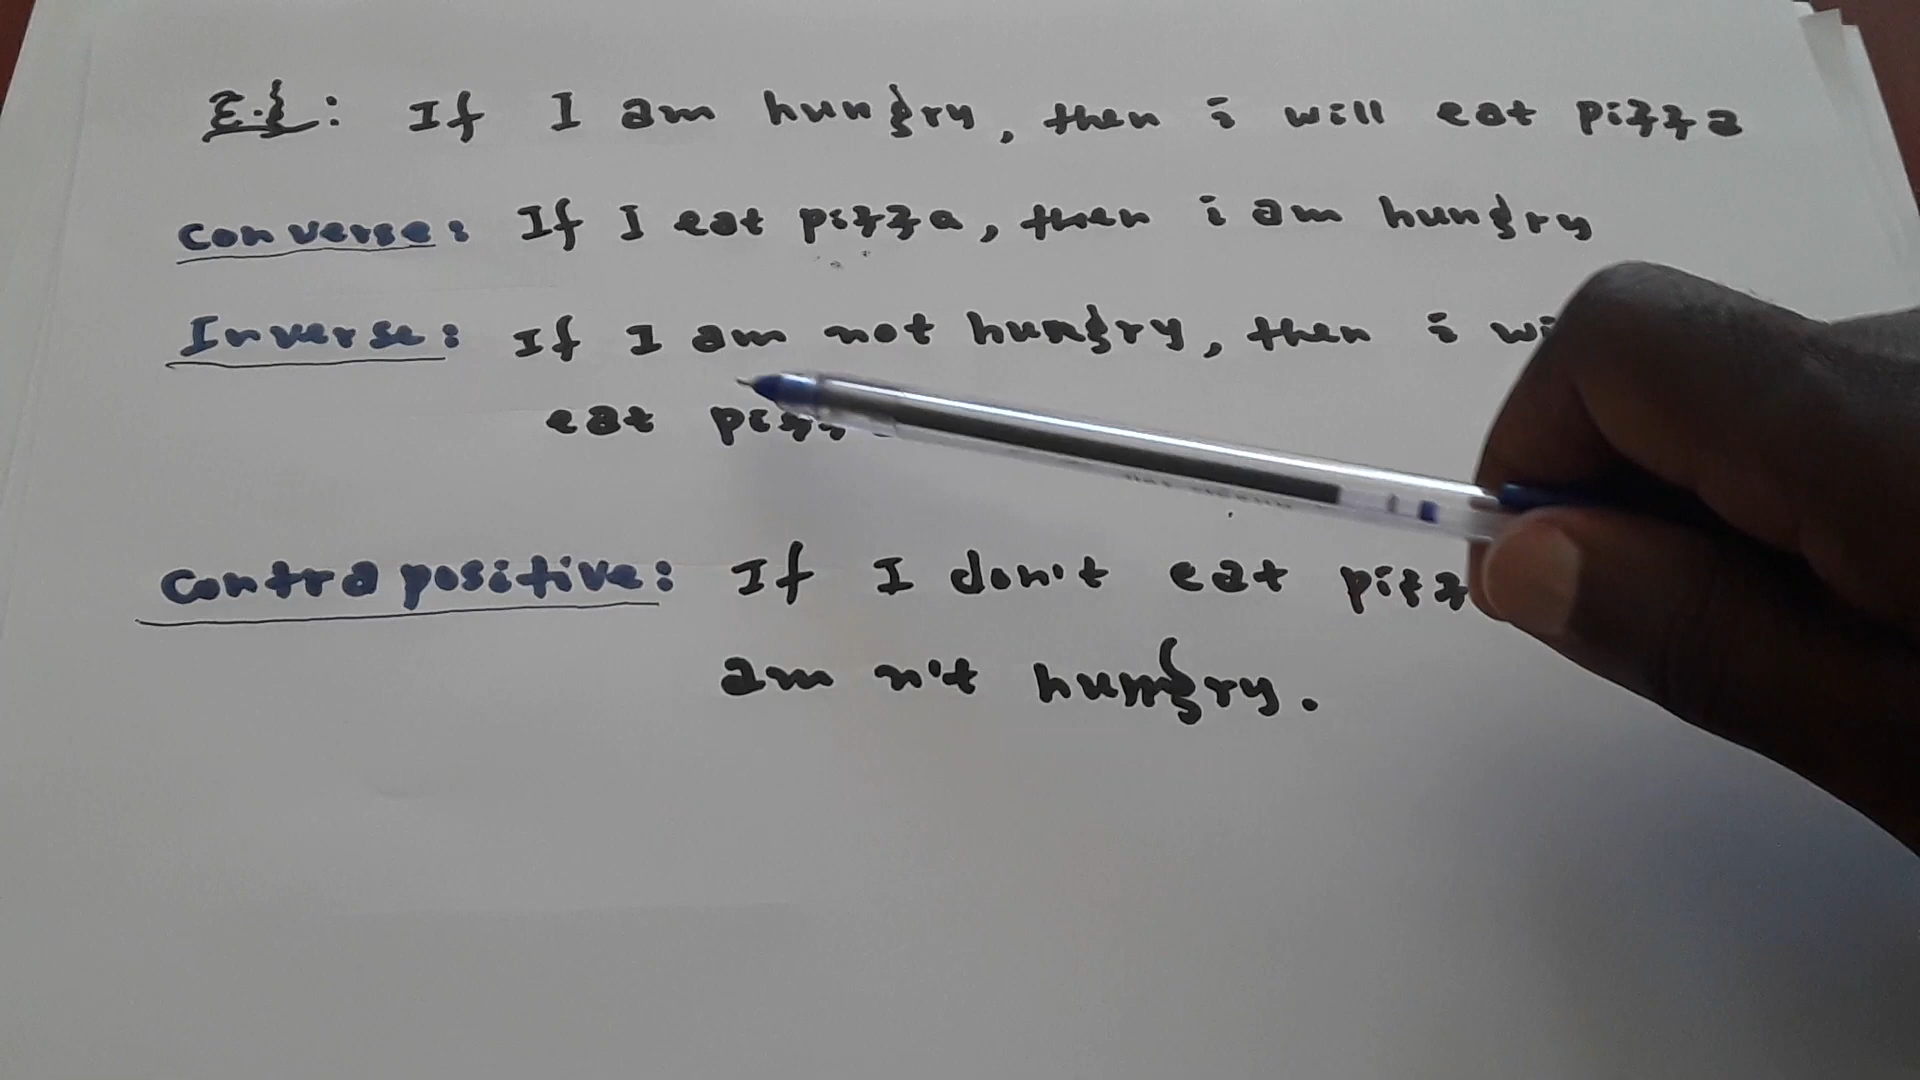 E.g: If I am hungry, then i will eat pizza
Converse: If I eat pizza, then i am hungry
Inverse: If I am not hungry, then i
eat
Contrapositive: If I don't eat
am n't hungry.